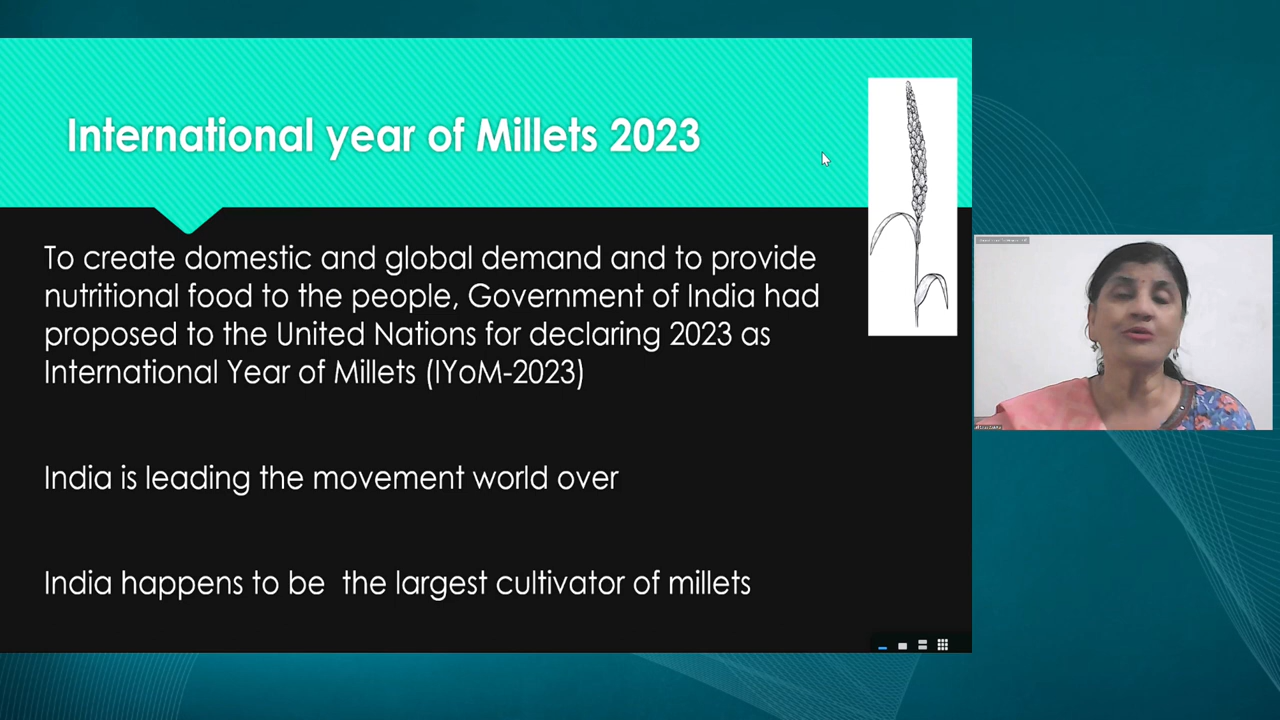 International year of Millets 2023
To create domestic and global demand and to provide
nutritional food to the people, Government of India had
proposed to the United Nations for declaring 2023 as
International Year of Millets (IYoM-2023)
India is leading the movement world over
India happens to be  the largest cultivator of millets